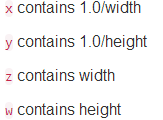 x contains 1.0/width
y contains 1.0/height
z contains width
w contains height